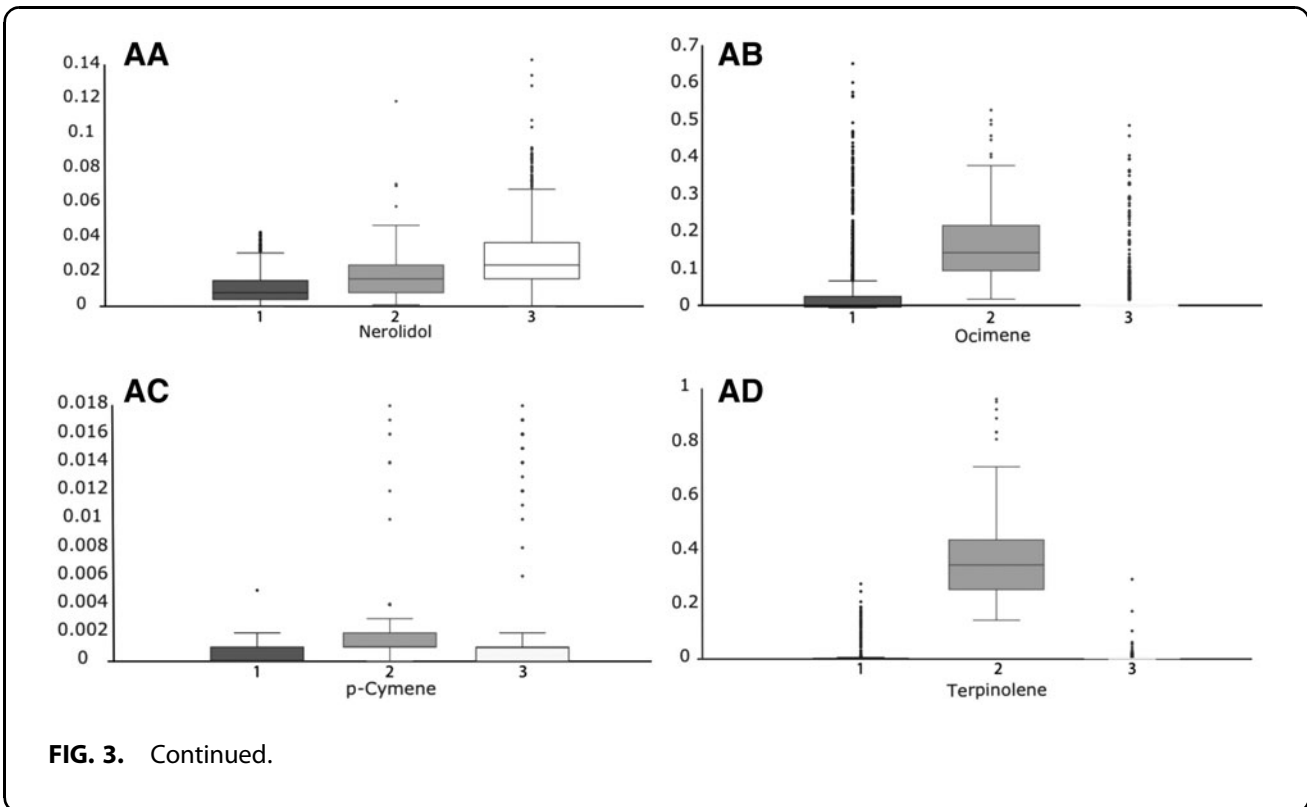 AA
0.14
0.12
0.1
0.08
0.06
0.04
0.02
0
1 2 3
Nerolidol
AB
0.7
0.6
0.5
0.4
0.3
0.2
0.1
0
1 2 3
Ocimene
AC
0.018
0.016
0.014
0.012
0.01
0.008
0.006
0.004
0.002
0
1 2 3
p-Cymene
AD
1
0.8
0.6
0.4
0.2
0
1 2 3
Terpinolene
FIG. 3. Continued.